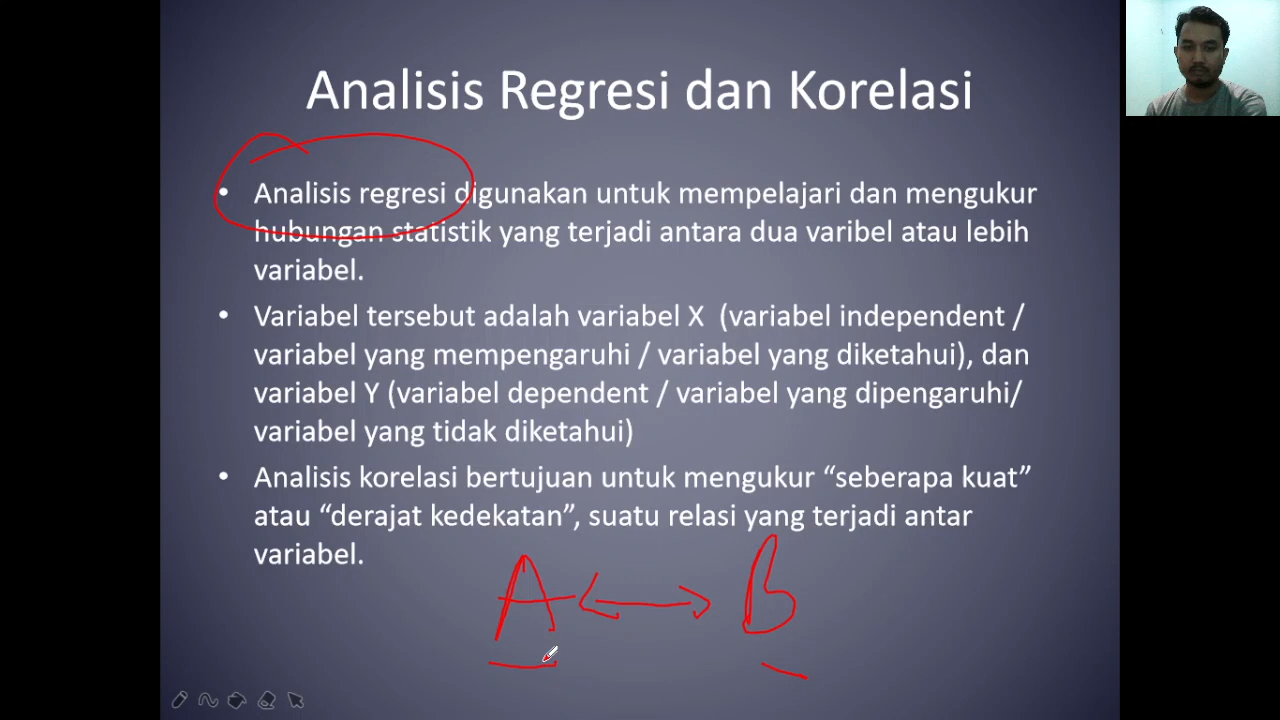 Analisis Regresi dan Korelasi
• Analisis regresi digunakan untuk mempelajari dan mengukur
hubungan statistik yang terjadi antara dua varibel atau lebih
variabel.
• Variabel tersebut adalah variabel X (variabel independent /
variabel yang mempengaruhi / variabel yang diketahui), dan
variabel Y (variabel dependent / variabel yang dipengaruhi/
variabel yang tidak diketahui)
• Analisis korelasi bertujuan untuk mengukur “seberapa kuat”
atau “derajat kedekatan”, suatu relasi yang terjadi antar
variabel.
A B